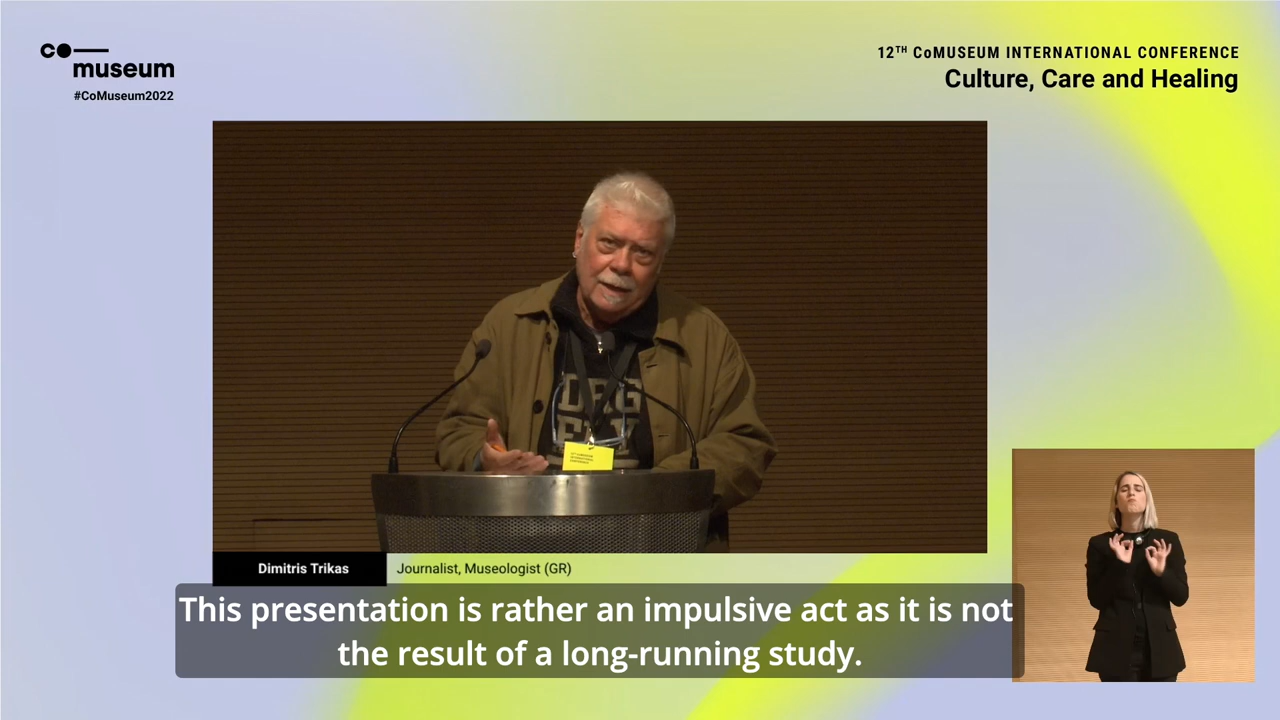 co museum
#CoMuseum2022
12TH CoMUSEUM INTERNATIONAL CONFERENCE
Culture, Care and Healing
Dimitris Trikas
Journalist, Museologist (GR)
This presentation is rather an impulsive act as it is not
the result of a long-running study.